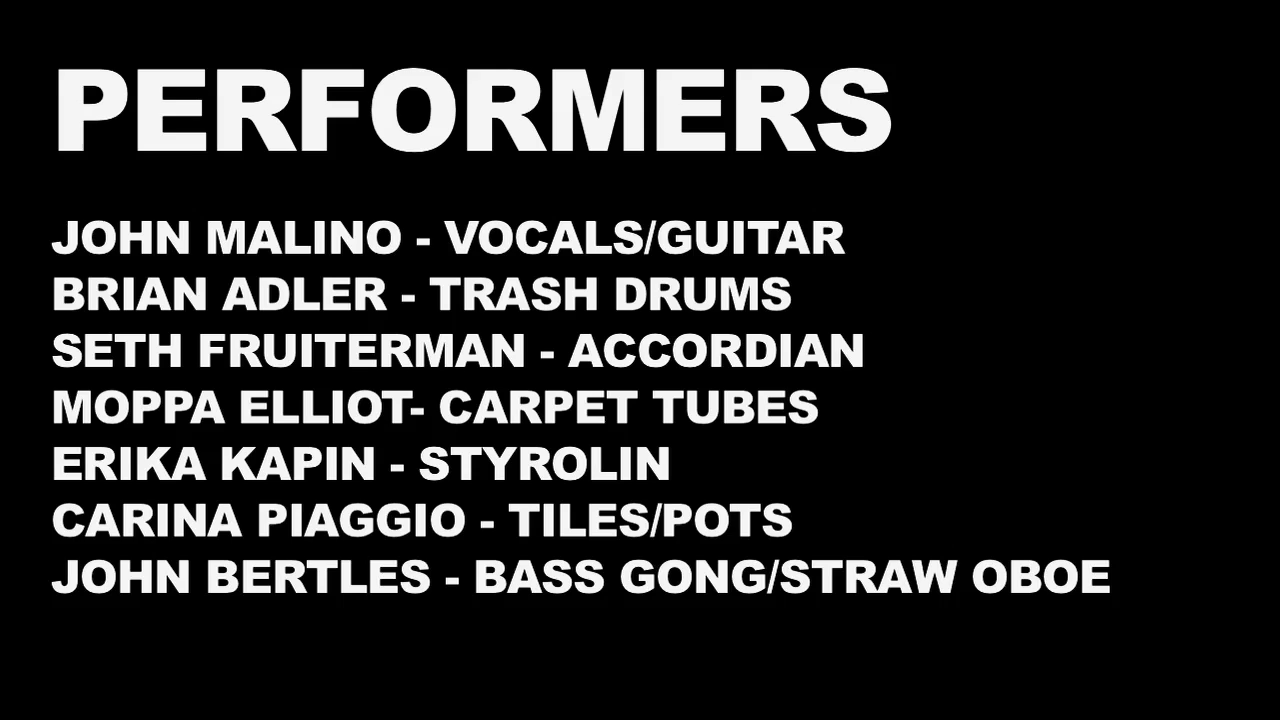 PERFORMERS
JOHN MALINO - VOCALS/GUITAR
BRIAN ADLER - TRASH DRUMS
SETH FRUITERMAN - ACCORDIAN
MOPPA ELLIOT- CARPET TUBES
ERIKA KAPIN - STYROLIN
CARINA PIAGGIO - TILES/POTS
JOHN BERTLES - BASS GONG/STRAW OBOE